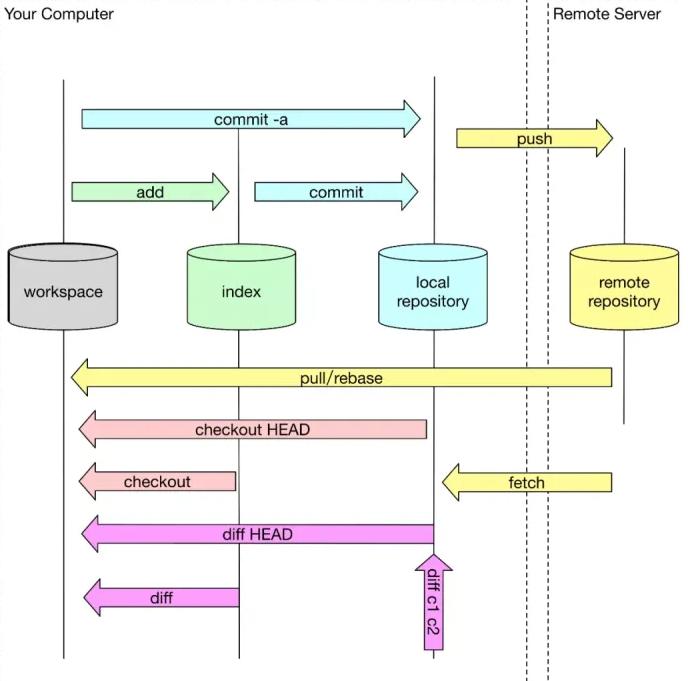 Your Computer
Remote Server
commit -a
push
add
commit
workspace
index
local
repository
remote
repository
pull/rebase
checkout HEAD
checkout
fetch
diff HEAD
diff
diff c1 c2